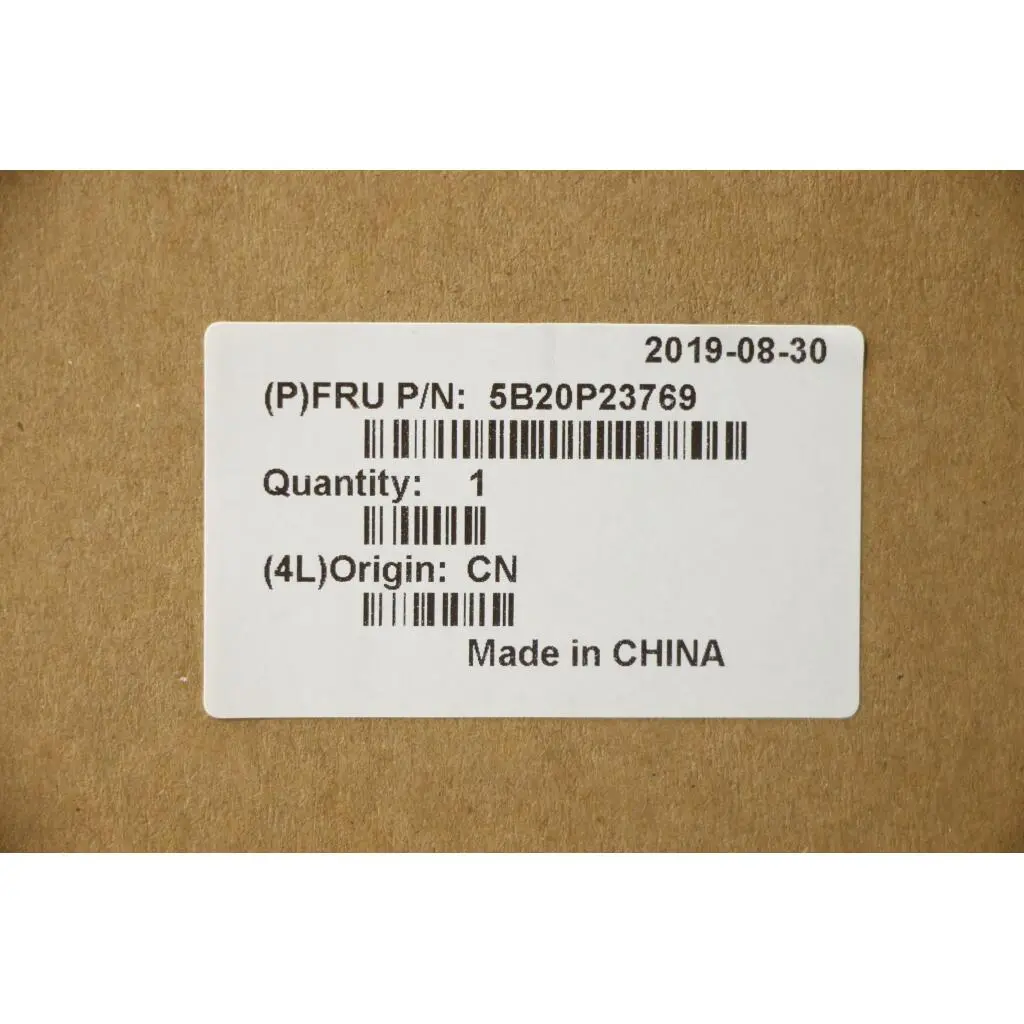 2019-08-30
(P)FRU P/N: 5B20P23769
Quantity: 1
(4L)Origin: CN
Made in CHINA